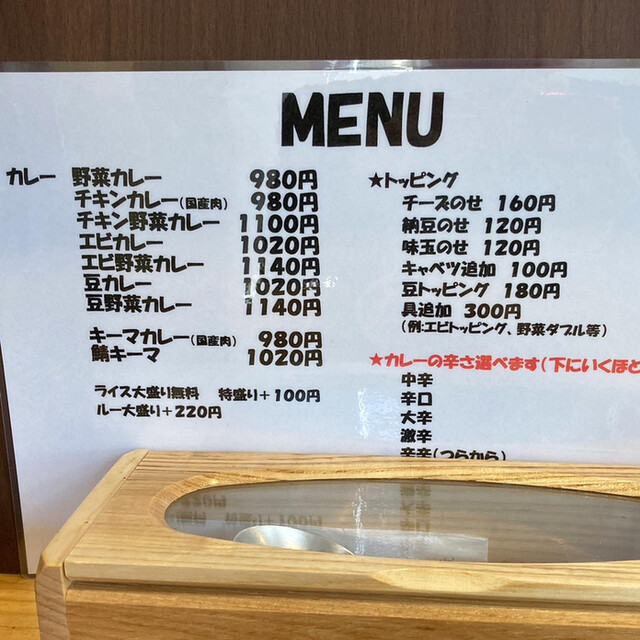 MENU
カレー 野菜カレー 980円
チキンカレー(国産肉) 980円
チキン野菜カレー 1100円
エビカレー 1020円
エビ野菜カレー 1140円
豆カレー 1020円
豆野菜カレー 1140円
キーマカレー(国産肉) 980円
鯖キーマ 1020円
ライス大盛り無料 特盛り+100円
ルー大盛り+220円
★トッピング
チーズのせ 160円
納豆のせ 120円
味玉のせ 120円
キャベツ追加 100円
豆トッピング 180円
具追加 300円
(例:エビトッピング、野菜ダブル等)
★カレーの辛さ選べます(下にいくほど
中辛
辛口
大辛
激辛
辛辛(つらから)